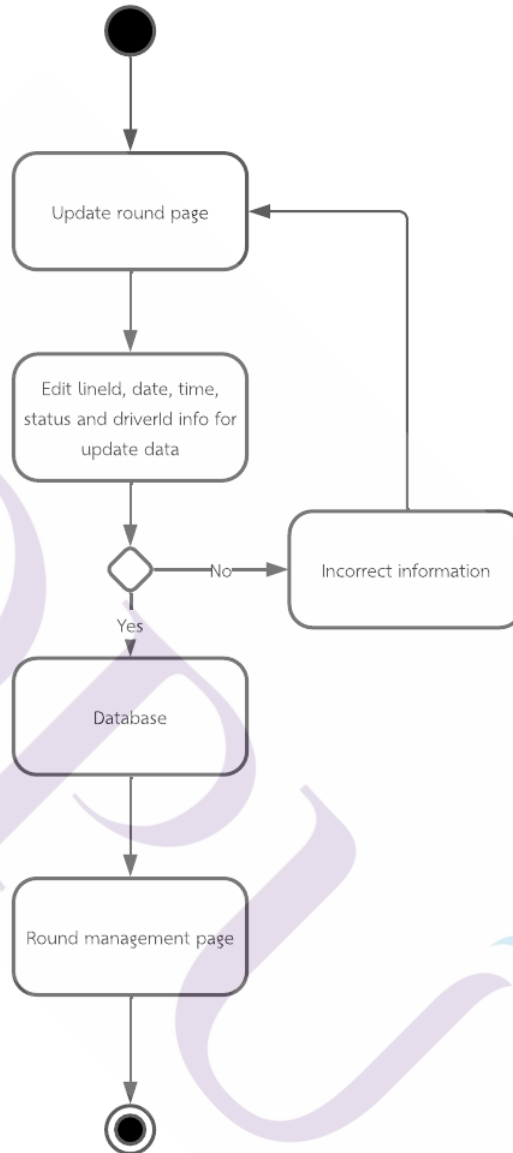 Update round page
Edit lineId, date, time,
status and driverId info for
update data
No
Incorrect information
Yes
Database
Round management page